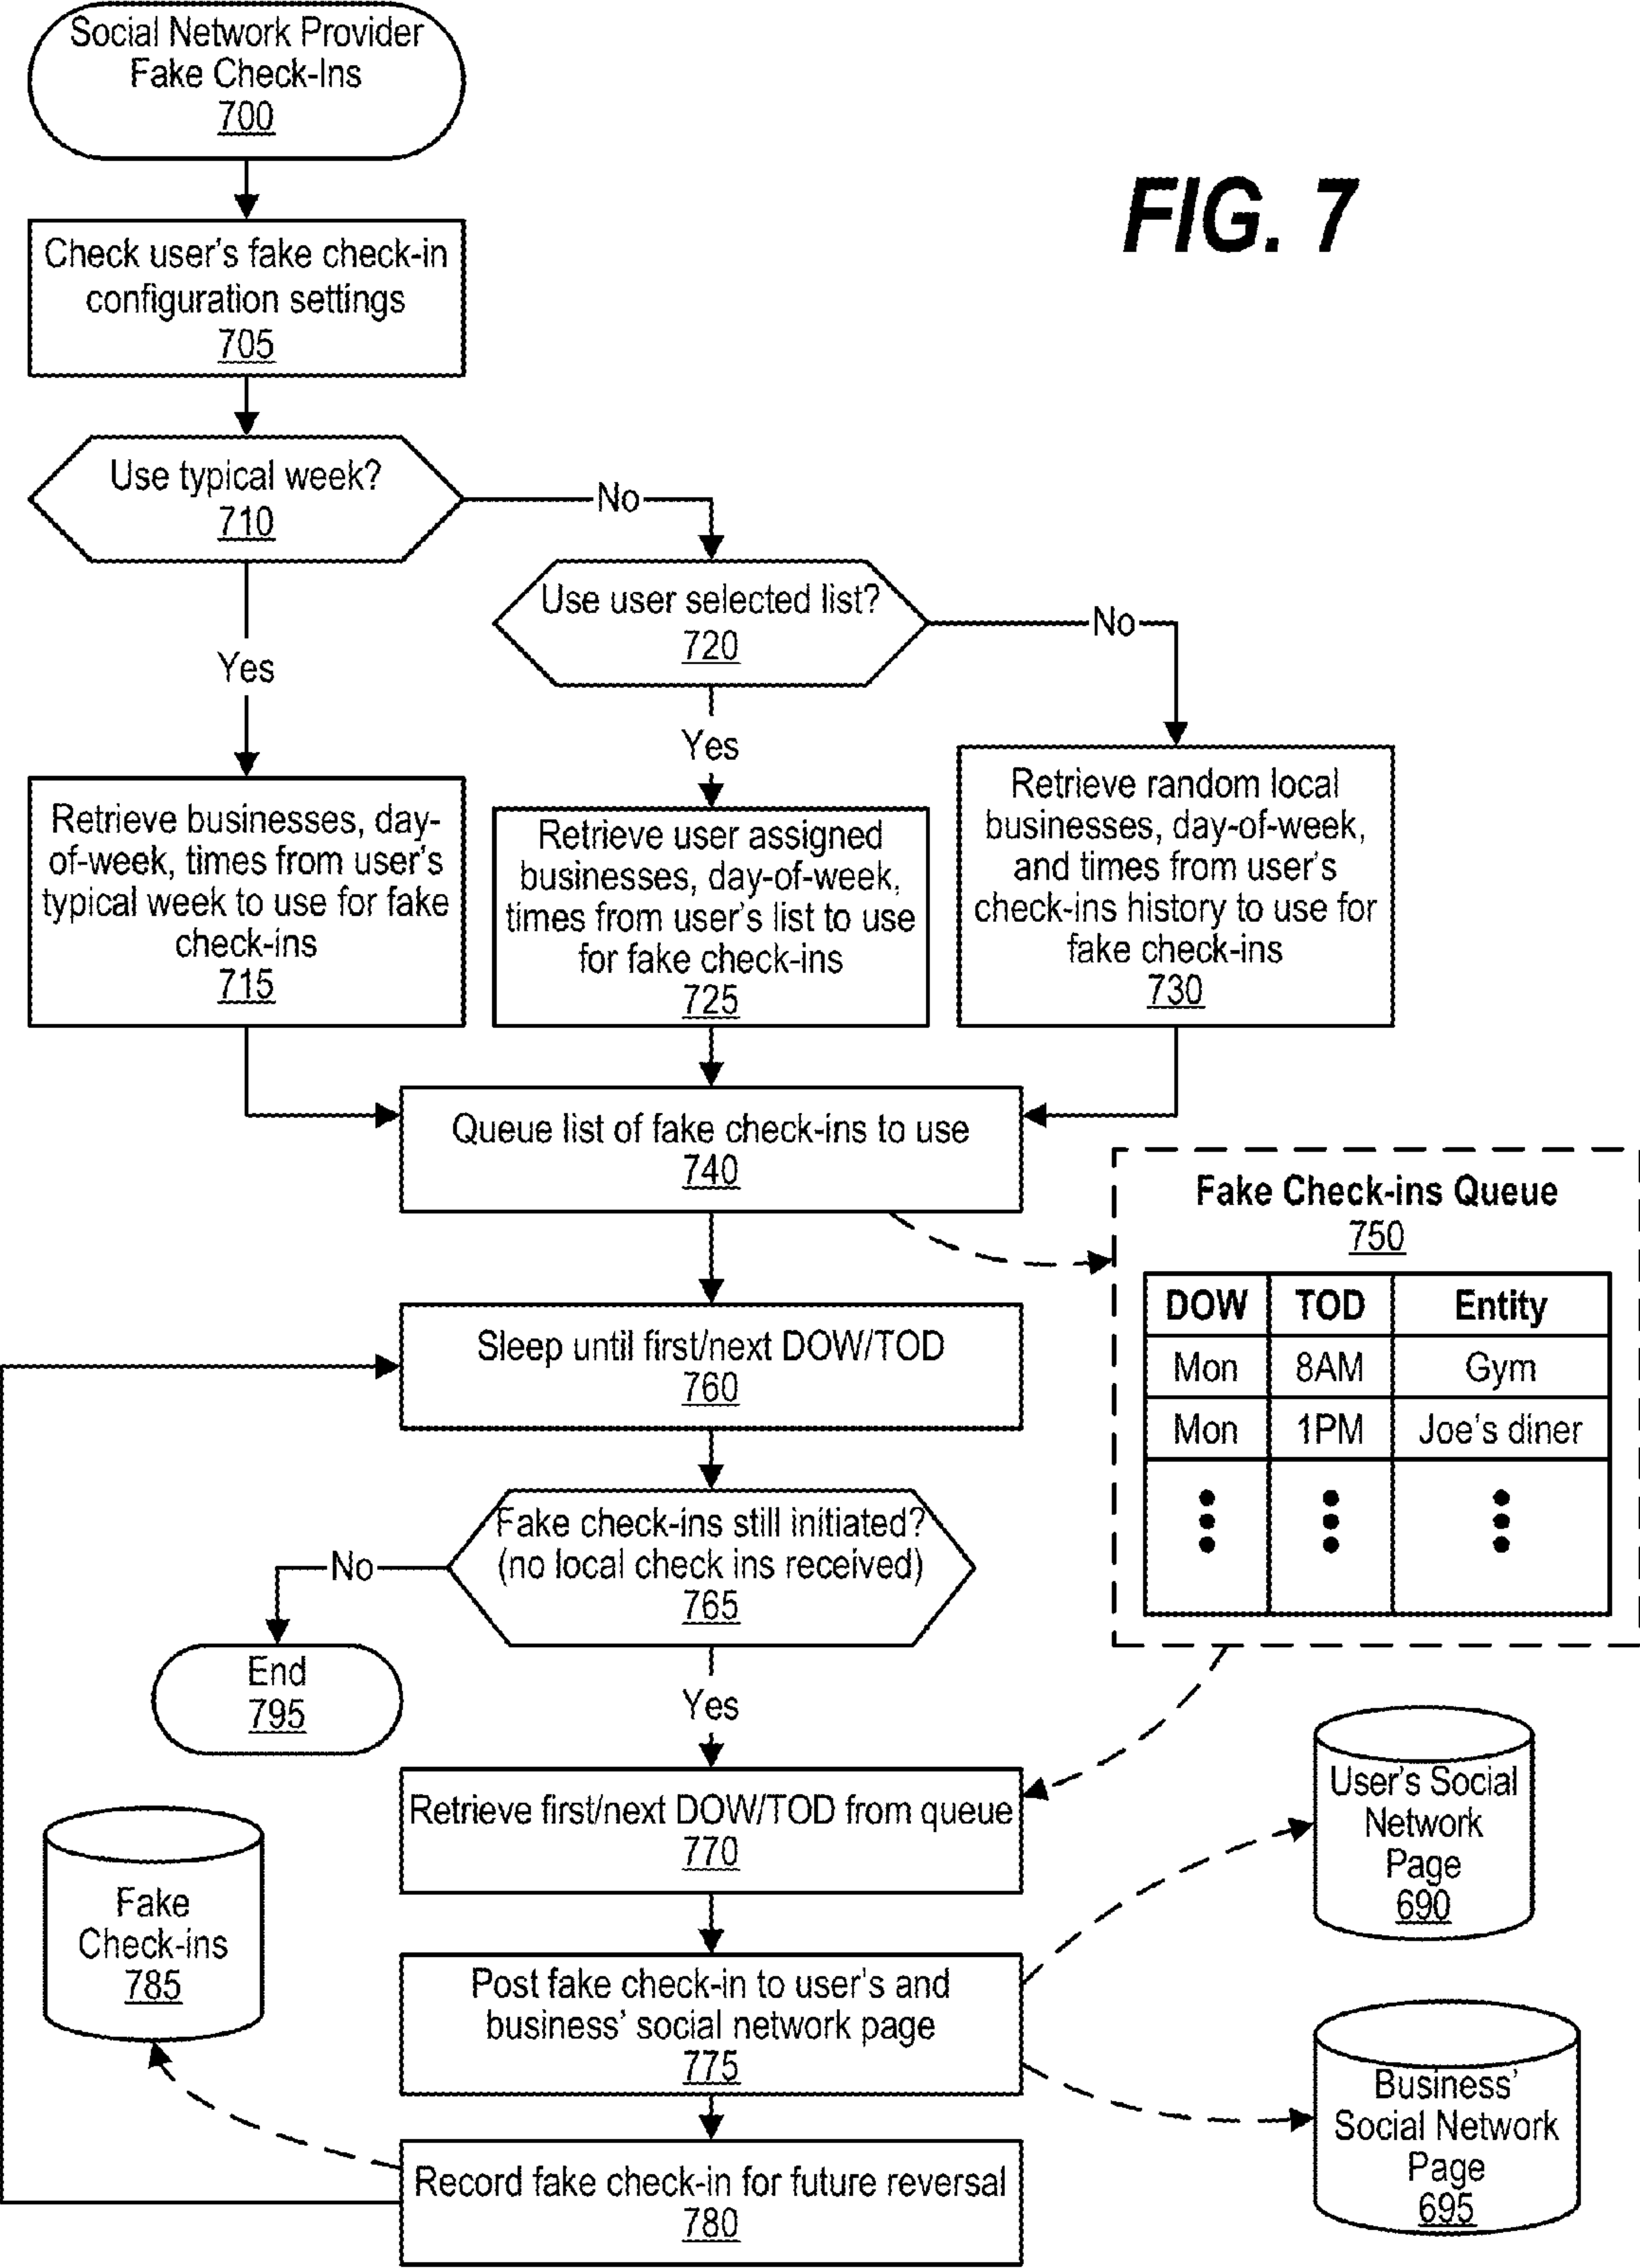 Social Network Provider
Fake Check-Ins
700
FIG. 7
Check user's fake check-in
configuration settings
705
Use typical week?
710
No
Use user selected list?
720
No
Yes
Yes
Retrieve businesses, day-
of-week, times from user's
typical week to use for fake
check-ins
715
Retrieve user assigned
businesses, day-of-week,
times from user's list to use
for fake check-ins
725
Retrieve random local
businesses, day-of-week,
and times from user's
check-ins history to use for
fake check-ins
730
Queue list of fake check-ins to use
740
Fake Check-ins Queue
750
DOW TOD Entity
Mon 8AM Gym
Mon 1PM Joe's diner
Sleep until first/next DOW/TOD
760
Fake check-ins still initiated?
(no local check ins received)
765
No
End
795
Yes
Retrieve first/next DOW/TOD from queue
770
User's Social
Network
Page
690
Fake
Check-ins
785
Post fake check-in to user's and
business' social network page
775
Business'
Social Network
Page
695
Record fake check-in for future reversal
780